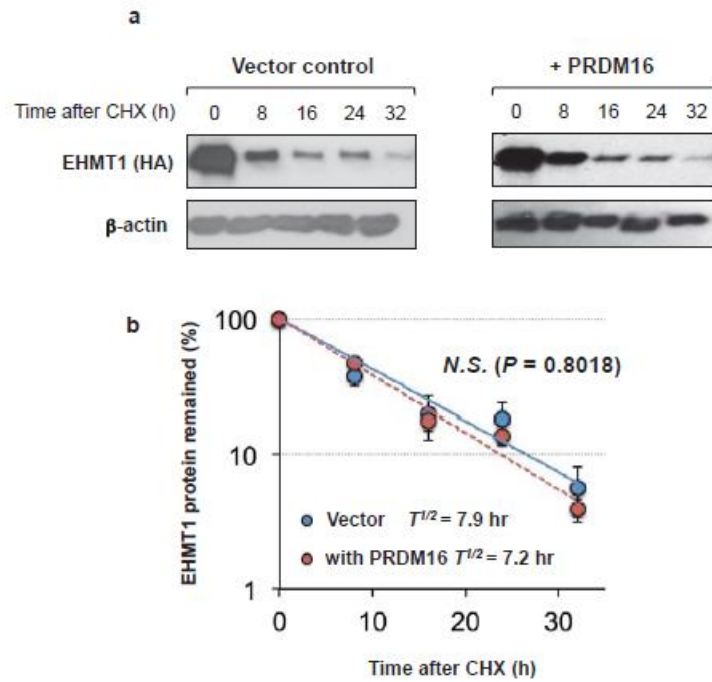 a
Vector control
+ PRDM16
Time after CHX (h) 0 8 16 24 32
0 8 16 24 32
EHMT1 (HA)
β-actin
b
EHMT1 protein remained (%)
100
10
1
N.S. (P = 0.8018)
Vector T1/2 = 7.9 hr
with PRDM16 T1/2 = 7.2 hr
0 10 20 30
Time after CHX (h)